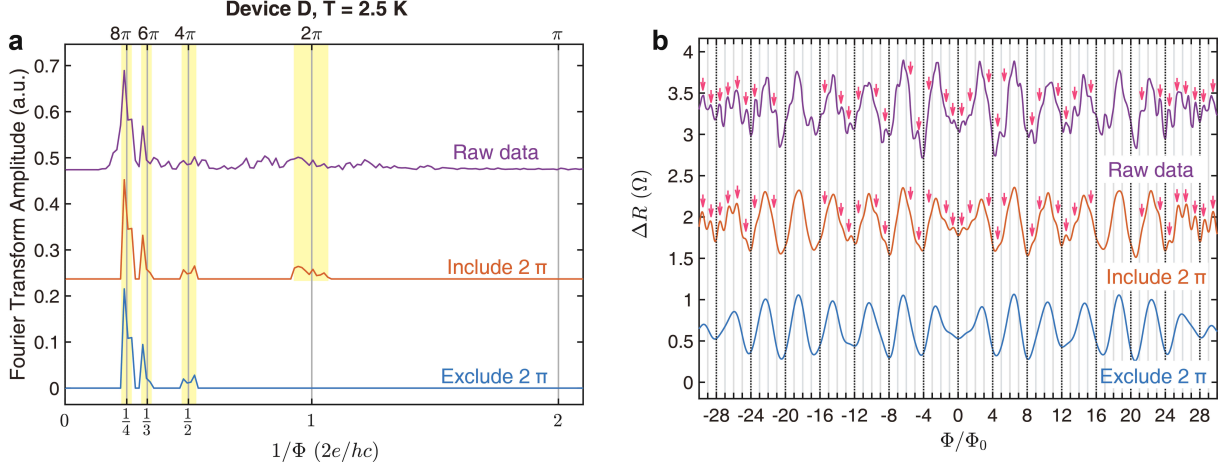 Device D, T = 2.5 K
a
8π 6π 4π 2π π
Fourier Transform Amplitude (a.u.)
0.7
0.6
0.5
0.4
0.3
0.2
0.1
0
Raw data
Include 2 π
Exclude 2 π
0 1/4 1/3 1/2 1 2
1/Φ (2e/hc)
b
ΔR (Ω)
4
3.5
3
2.5
2
1.5
1
0.5
0
Raw data
Include 2 π
Exclude 2 π
-28 -24 -20 -16 -12 -8 -4 0 4 8 12 16 20 24 28
Φ/Φ₀